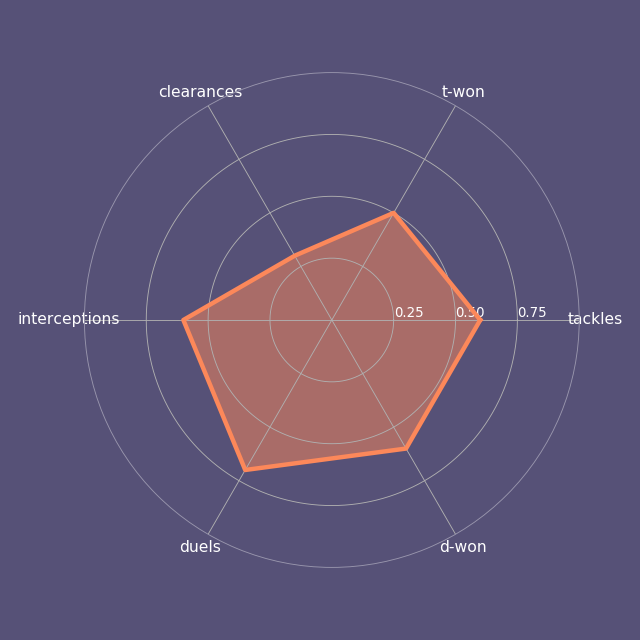 clearances
t-won
interceptions
0.25
0.50
0.75
tackles
duels
d-won